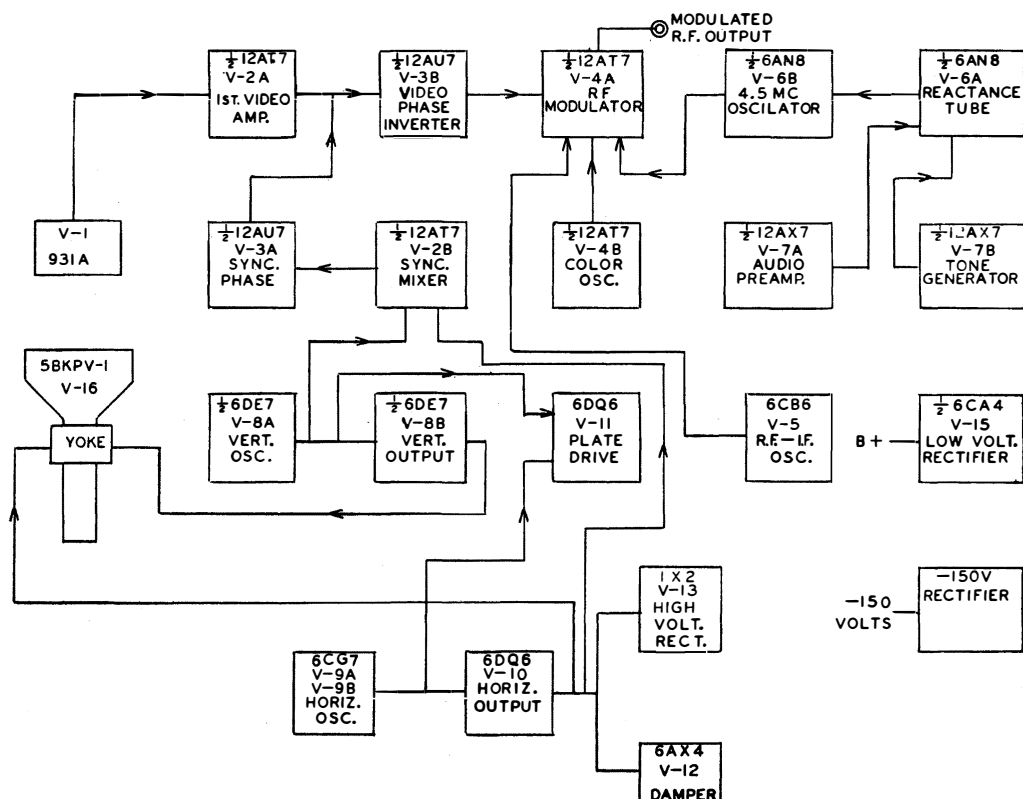 MODULATED
R.F. OUTPUT
½12AT7
V-2A
1ST. VIDEO
AMP.
½12AU7
V-3B
VIDEO
PHASE
INVERTER
½12AT7
V-4A
RF
MODULATOR
½6AN8
V-6B
4.5 MC
OSCILATOR
½6AN8
V-6A
REACTANCE
TUBE
V-1
931A
½12AU7
V-3A
SYNC.
PHASE
½12AT7
V-2B
SYNC.
MIXER
½12AT7
V-4B
COLOR
OSC.
½12AX7
V-7A
AUDIO
PREAMP.
½12AX7
V-7B
TONE
GENERATOR
5BKPV-1
V-16
YOKE
½6DE7
V-8A
VERT.
OSC.
½6DE7
V-8B
VERT.
OUTPUT
6DQ6
V-11
PLATE
DRIVE
6CB6
V-5
R.F.-I.F.
OSC.
B+
½6CA4
V-15
LOW VOLT.
RECTIFIER
1X2
V-13
HIGH
VOLT.
RECT.
-150
VOLTS
-150V
RECTIFIER
6CG7
V-9A
V-9B
HORIZ.
OSC.
6DQ6
V-10
HORIZ.
OUTPUT
6AX4
V-12
DAMPER